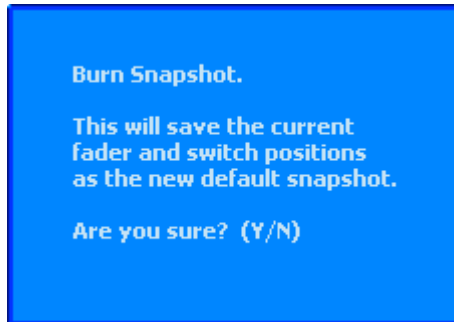 Burn Snapshot.
This will save the current
fader and switch positions
as the new default snapshot.
Are you sure? (Y/N)